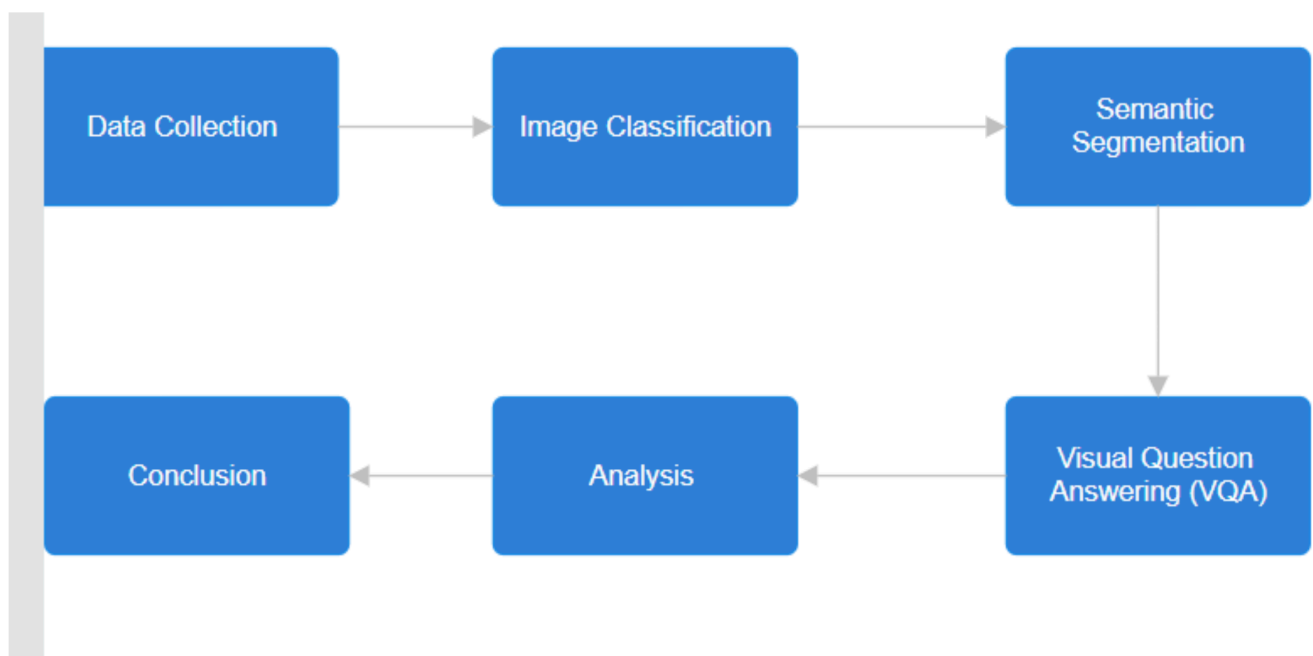 Data Collection
Image Classification
Semantic
Segmentation
Visual Question
Answering (VQA)
Analysis
Conclusion